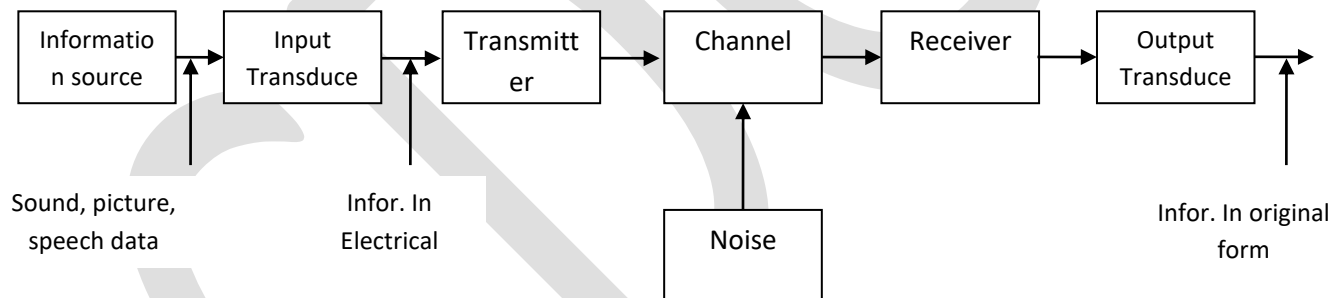 Informatio
n source
Input
Transduce
Transmitt
er
Channel
Receiver
Output
Transduce
Sound, picture,
speech data
Infor. In
Electrical
Noise
Infor. In original
form